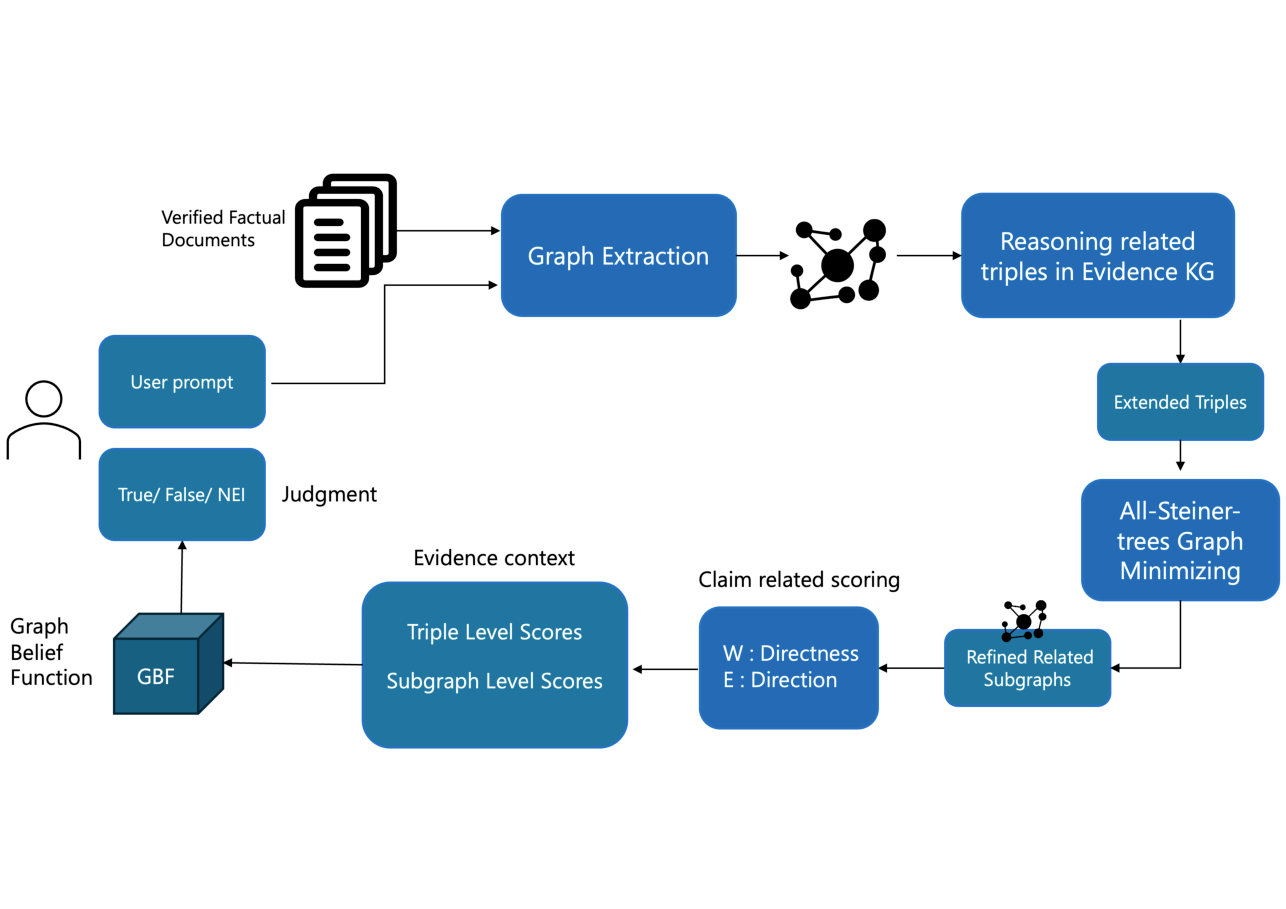 Verified Factual
Documents
Graph Extraction
Reasoning related
triples in Evidence KG
User prompt
Extended Triples
True/ False/ NEI
Judgment
All-Steiner-
trees Graph
Minimizing
Evidence context
Claim related scoring
Triple Level Scores
Subgraph Level Scores
W : Directness
E : Direction
Refined Related
Subgraphs
Graph
Belief
Function
GBF